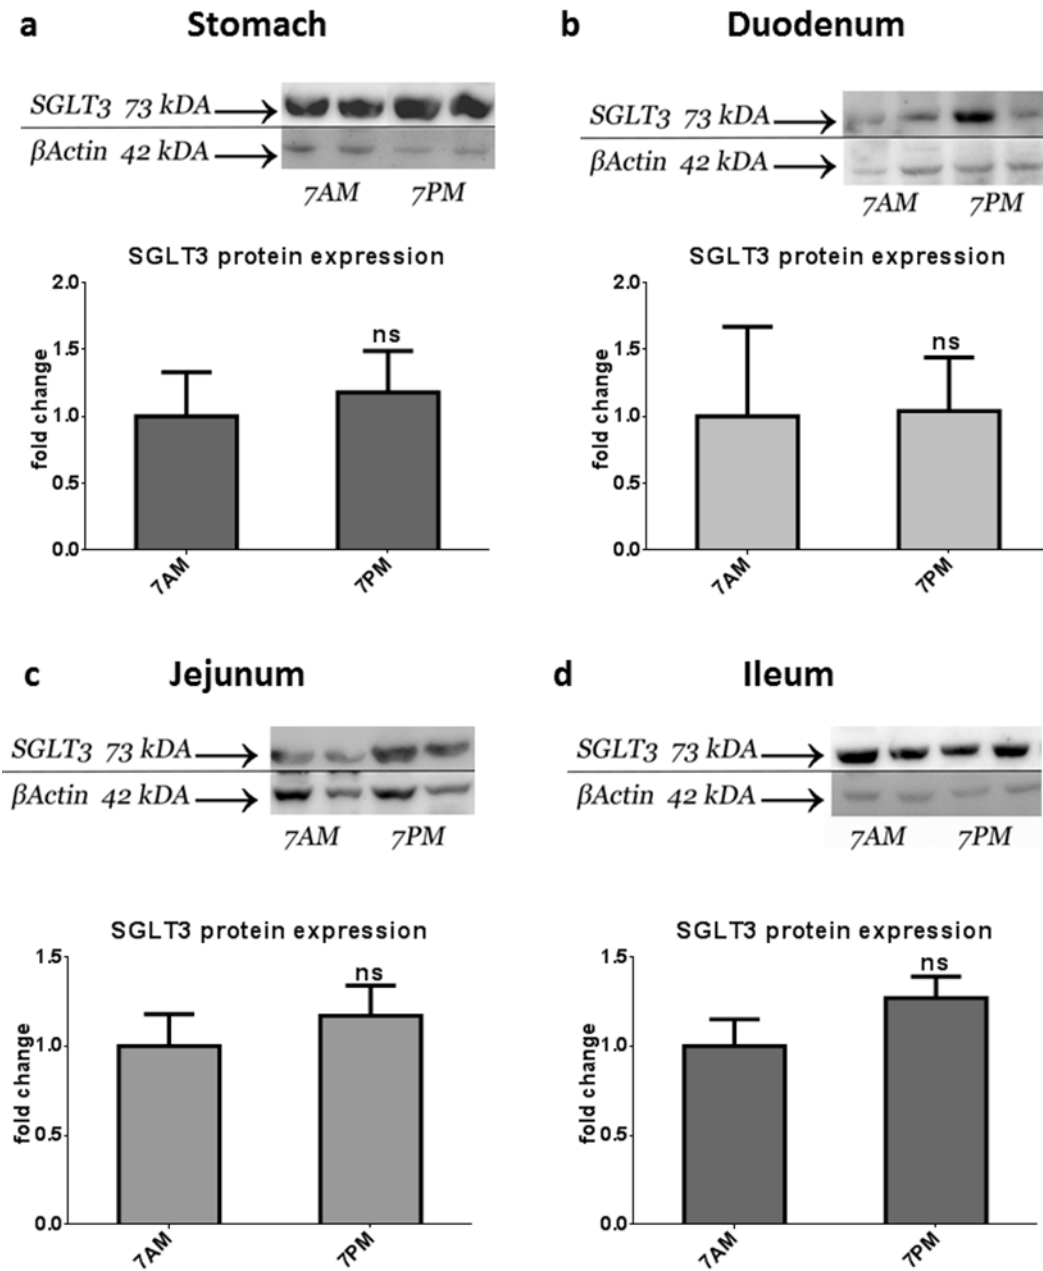 a Stomach
SGLT3 73 kDA
βActin 42 kDA
7AM 7PM
SGLT3 protein expression
fold change
2.0
ns
1.5
1.0
0.5
0.0
7AM 7PM
b Duodenum
SGLT3 73 kDA
βActin 42 kDA
7AM 7PM
SGLT3 protein expression
fold change
2.0
ns
1.5
1.0
0.5
0.0
7AM 7PM
c Jejunum
SGLT3 73 kDA
βActin 42 kDA
7AM 7PM
SGLT3 protein expression
fold change
1.5
ns
1.0
0.5
0.0
7AM 7PM
d Ileum
SGLT3 73 kDA
βActin 42 kDA
7AM 7PM
SGLT3 protein expression
fold change
1.5
ns
1.0
0.5
0.0
7AM 7PM